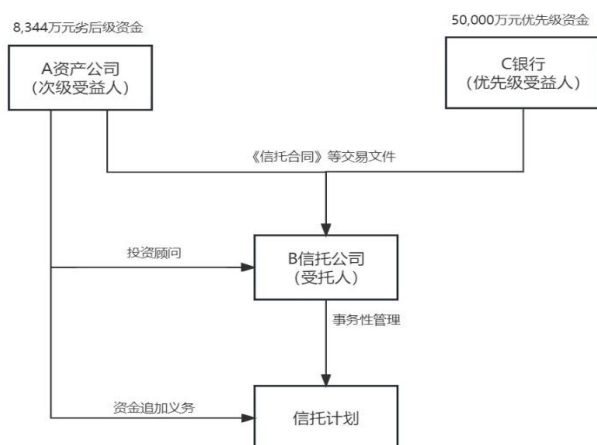 8,344万元劣后级资金
50,000万元优先级资金
A资产公司
（次级受益人）
C银行
（优先级受益人）
《信托合同》等交易文件
投资顾问
B信托公司
（受托人）
事务性管理
资金追加义务
信托计划